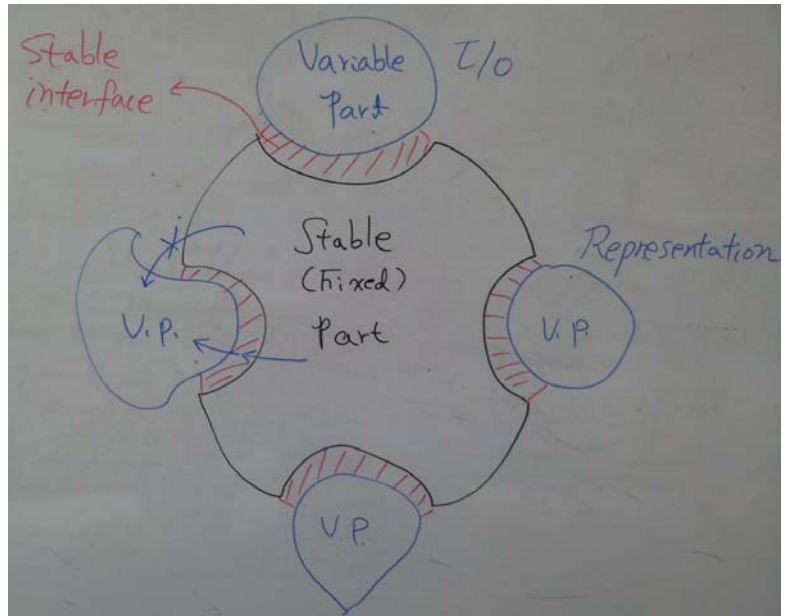 Stable
interface
Variable
Part
I/O
Stable
(Fixed)
Part
Representation
V.P.
V.P.
V.P.